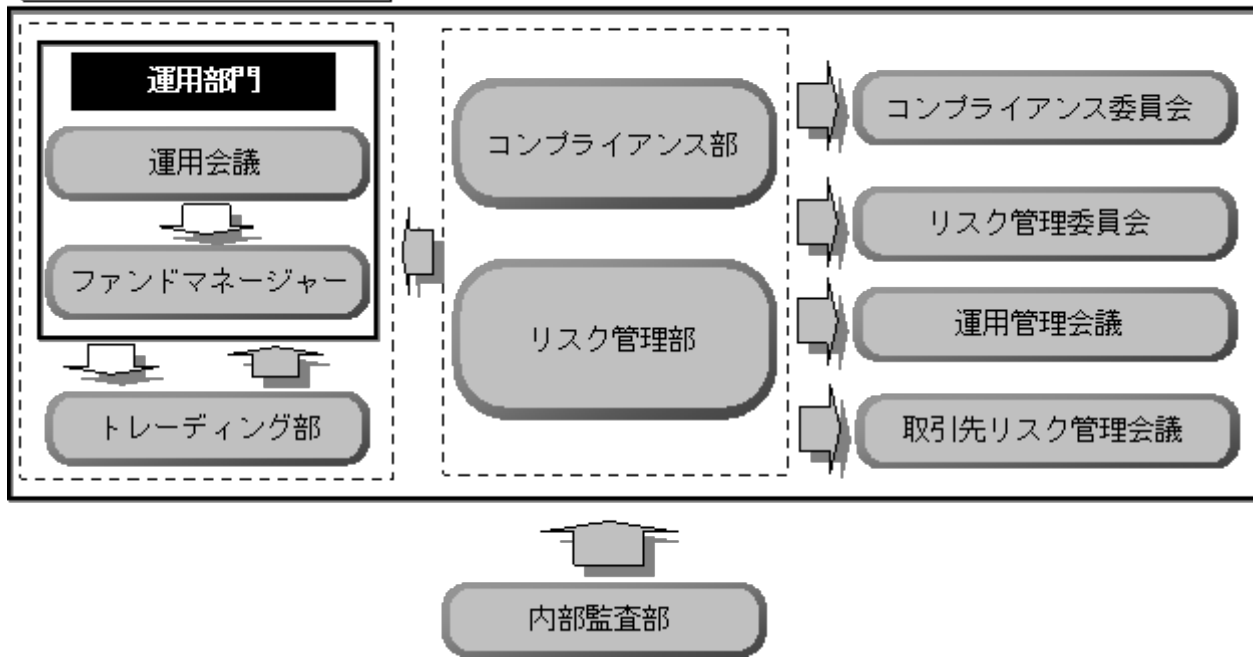 運用部門
運用会議
ファンドマネージャー
トレーディング部
コンプライアンス部
リスク管理部
コンプライアンス委員会
リスク管理委員会
運用管理会議
取引先リスク管理会議
内部監査部